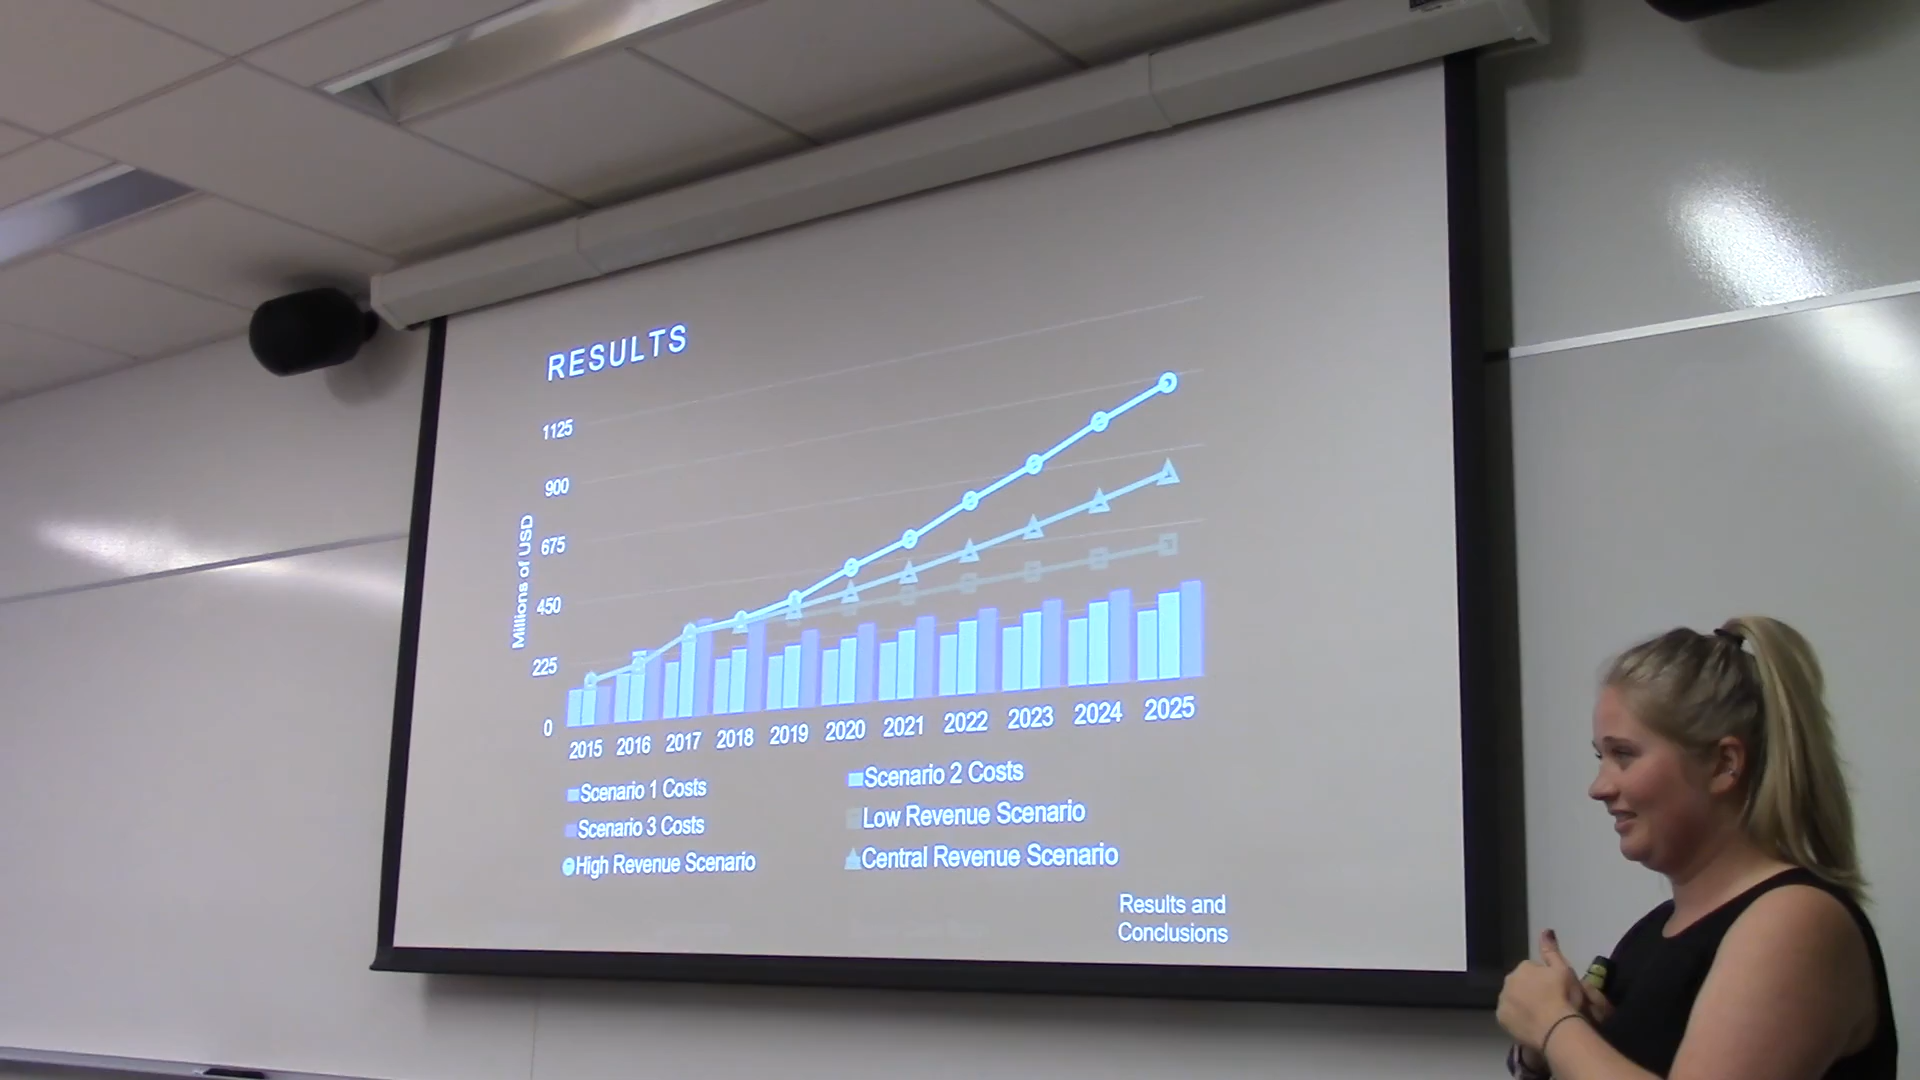 RESULTS
Millions of USD
1125
900
675
450
225
0
2015 2016 2017 2018 2019 2020 2021 2022 2023 2024 2025
Scenario 1 Costs
Scenario 2 Costs
Scenario 3 Costs
Low Revenue Scenario
High Revenue Scenario
Central Revenue Scenario
Results and
Conclusions